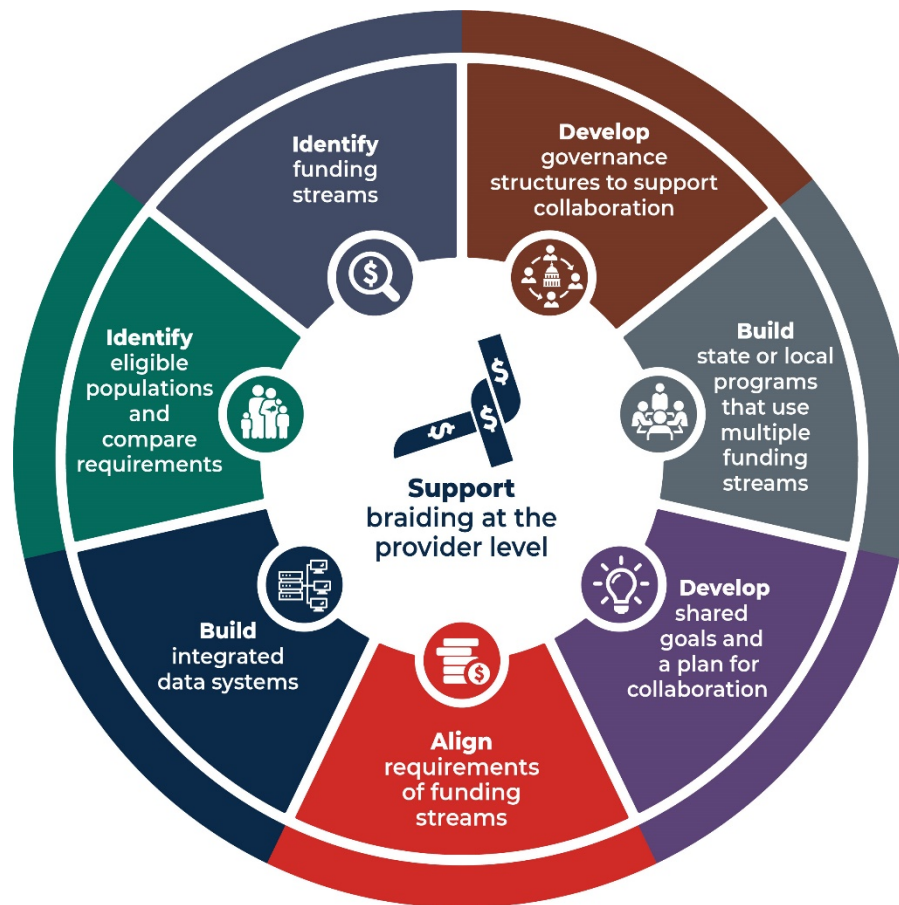 Identify
funding
streams
Develop
governance
structures to support
collaboration
Build
state or local
programs
that use
multiple
funding
streams
Develop
shared
goals and
a plan for
collaboration
Align
requirements
of funding
streams
Build
integrated
data systems
Identify
eligible
populations
and
compare
requirements
$
$
$
$
Support
braiding at the
provider level
$